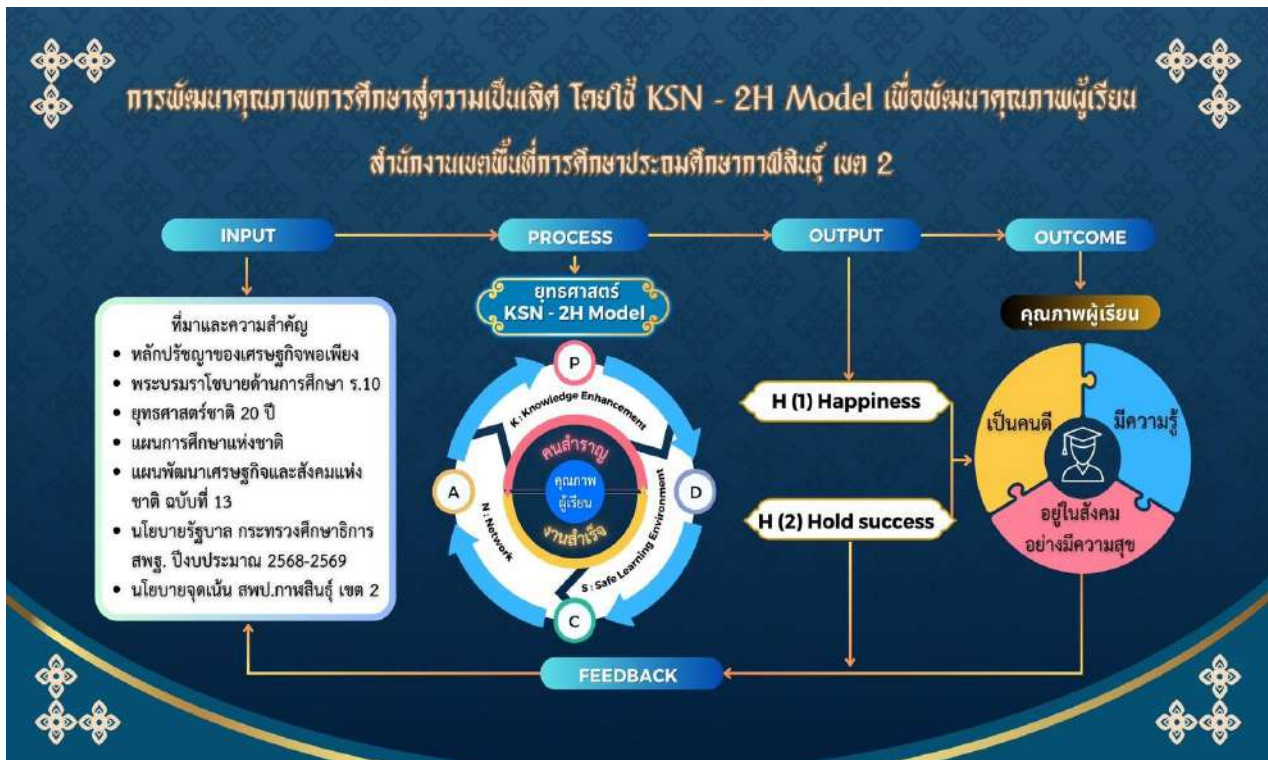 การพัฒนาคุณภาพการศึกษาสู่ความเป็นเลิศ โดยใช้ KSN - 2H Model เพื่อพัฒนาคุณภาพผู้เรียน
สำนักงานเขตพื้นที่การศึกษาประถมศึกษากาฬสินธุ์ เขต 2
INPUT
PROCESS
OUTPUT
OUTCOME
ที่มาและความสำคัญ
• หลักปรัชญาของเศรษฐกิจพอเพียง
• พระบรมราโชบายด้านการศึกษา ร.10
• ยุทธศาสตร์ชาติ 20 ปี
• แผนการศึกษาแห่งชาติ
• แผนพัฒนาเศรษฐกิจและสังคมแห่ง
ชาติ ฉบับที่ 13
• นโยบายรัฐบาล กระทรวงศึกษาธิการ
สพฐ. ปีงบประมาณ 2568-2569
• นโยบายจุดเน้น สพป.กาฬสินธุ์ เขต 2
ยุทธศาสตร์
KSN - 2H Model
P
K : Knowledge Enhancement
คนสำราญ
คุณภาพ
ผู้เรียน
งานสำเร็จ
A
D
N : Network
S : Safe Learning Environment
C
H (1) Happiness
H (2) Hold success
คุณภาพผู้เรียน
เป็นคนดี
มีความ
อยู่ในสังคม
อย่างมีความสุข
FEEDBACK